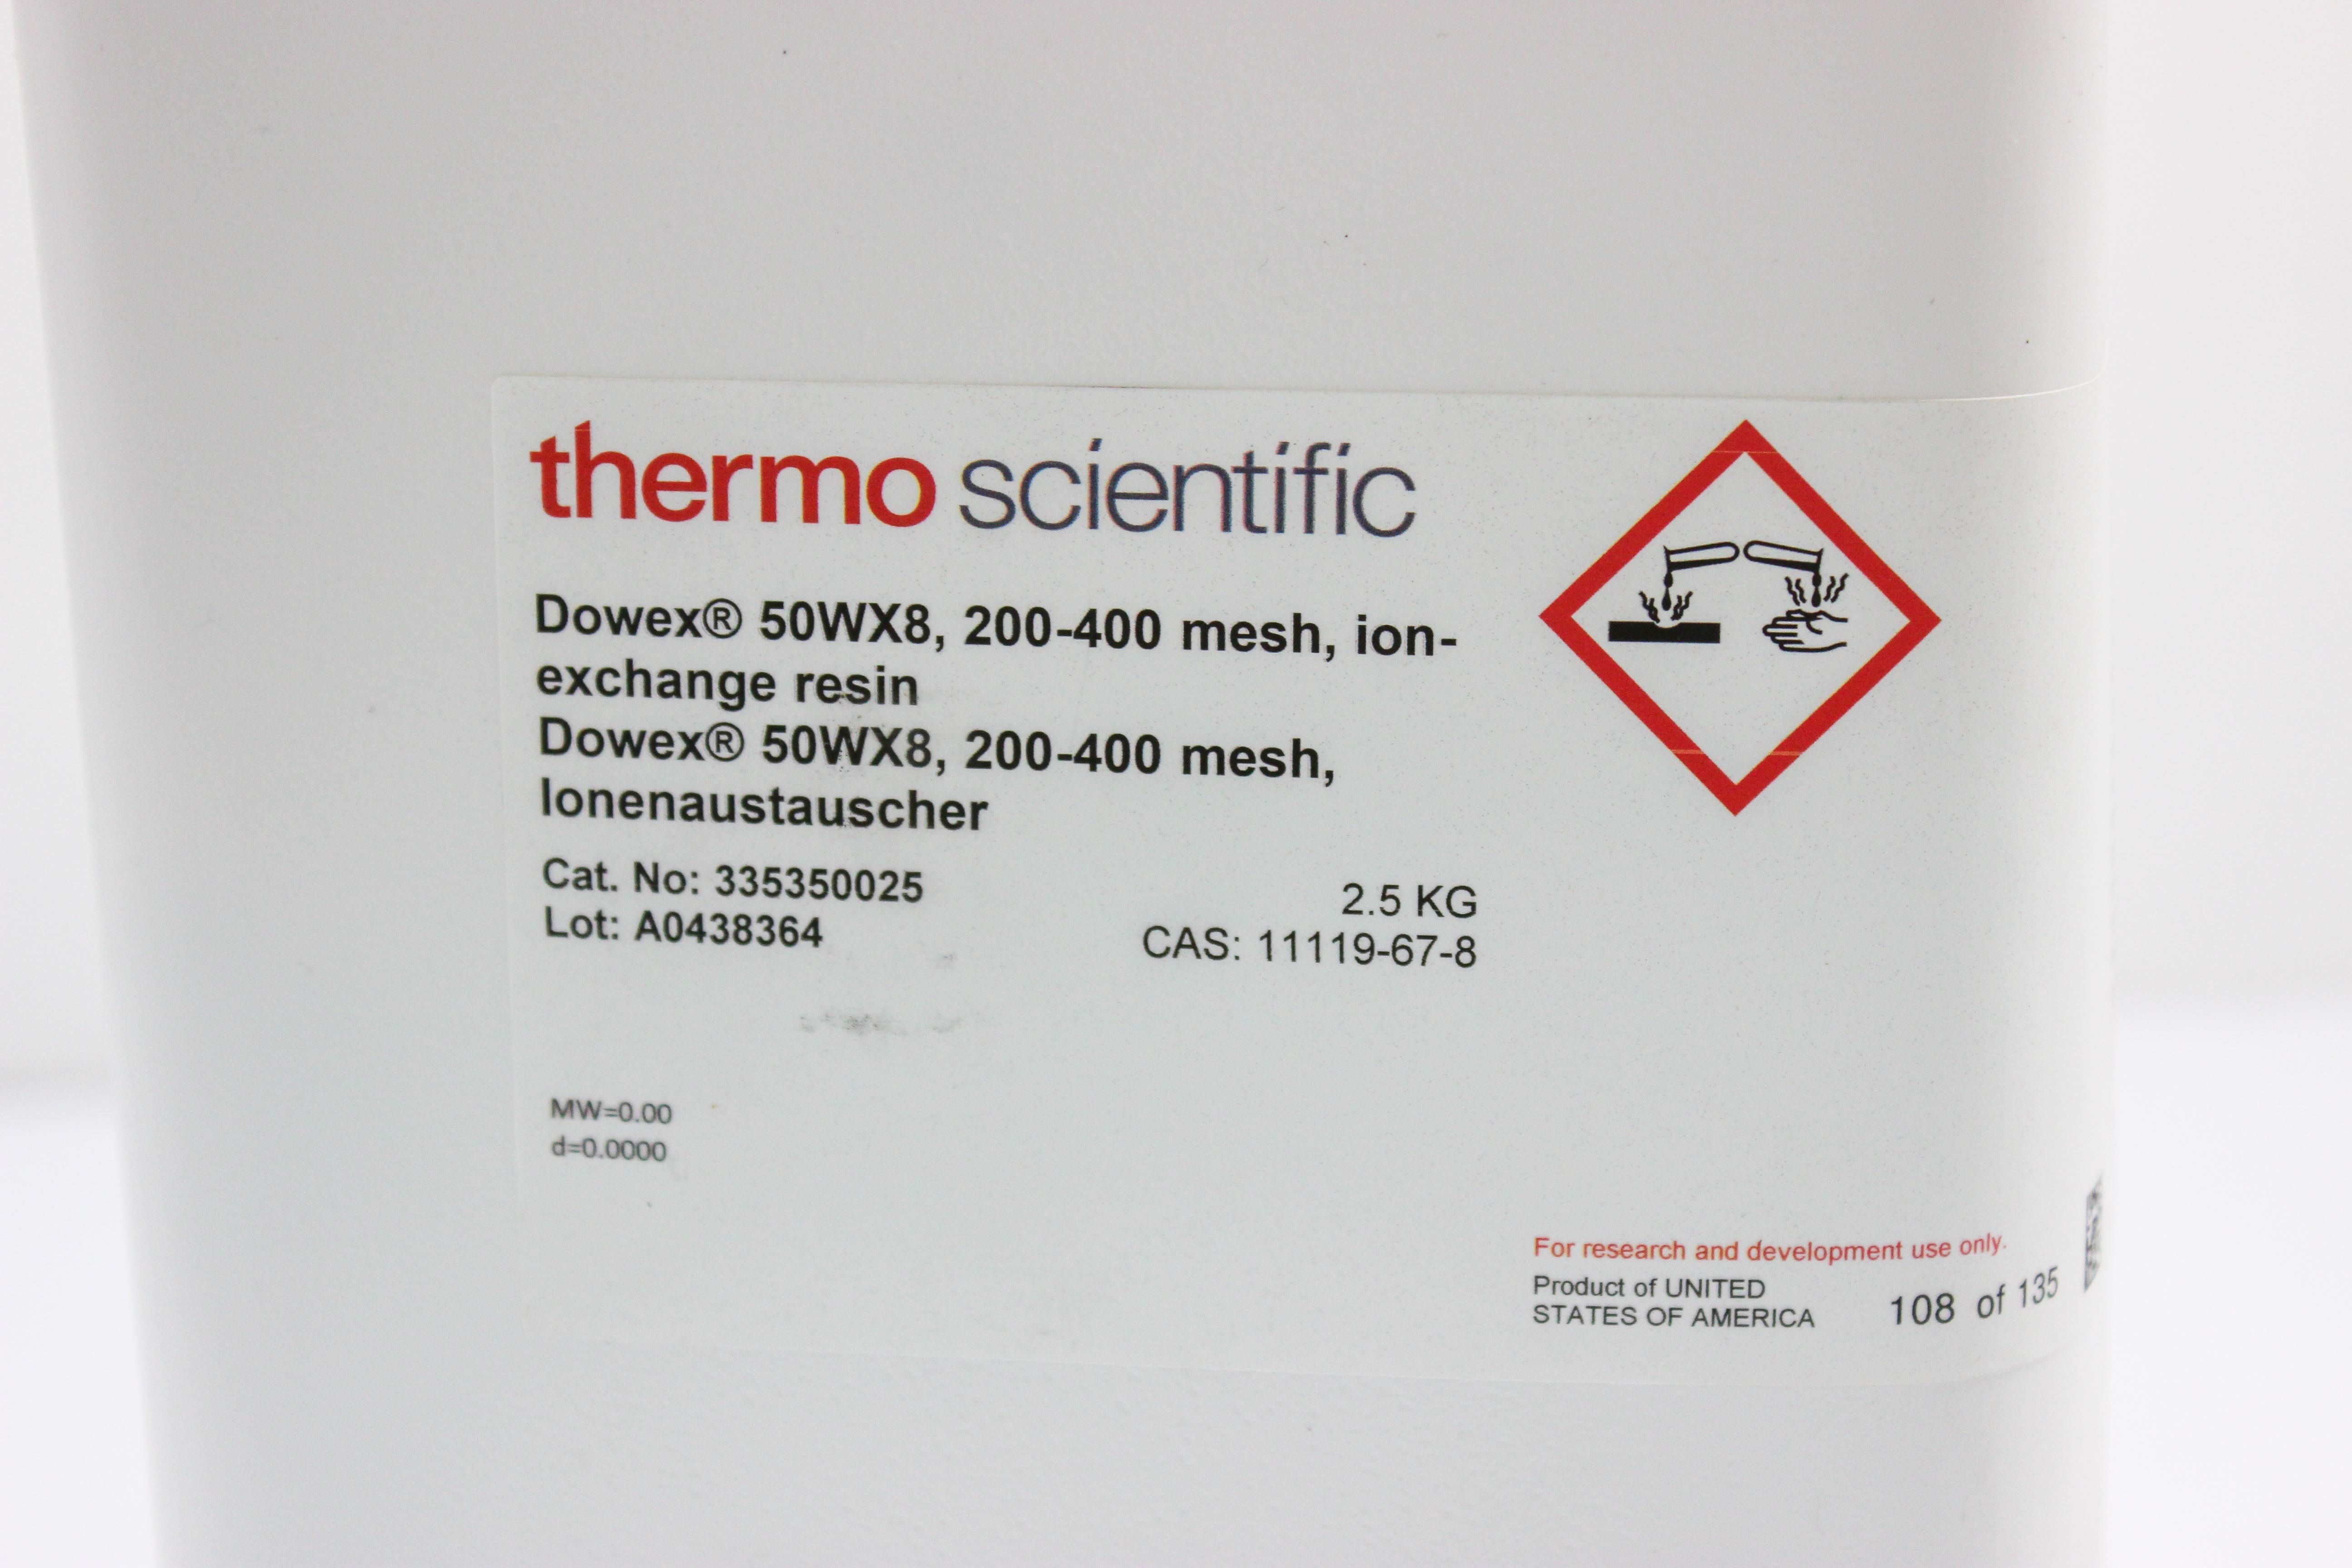 thermo scientific
Dowex® 50WX8, 200-400 mesh, ion-
exchange resin
Dowex® 50WX8, 200-400 mesh,
Ionenaustauscher
Cat. No: 335350025
2.5 KG
Lot: A0438364
CAS: 11119-67-8
MW=0.00
d=0.0000
For research and development use only.
Product of UNITED
STATES OF AMERICA
108 of 135